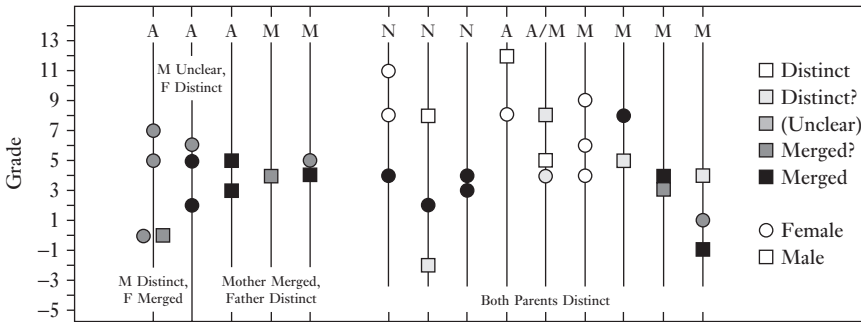 A A A M M N N N A A/M M M M M
M Unclear,
F Distinct
Grade
13
11
9
7
5
3
1
−1
−3
−5
M Distinct,
F Merged
Mother Merged,
Father Distinct
Both Parents Distinct
Distinct
Distinct?
(Unclear)
Merged?
Merged
Female
Male